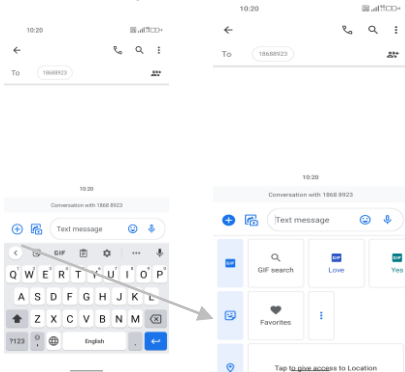 10:20
To 18688923
10:20
Conversation with 1868 8923
Text message
GIF
Q W E R T Y U I O P
A S D F G H J K L
Z X C V B N M
?123 English .
10:20
To 18688923
10:20
Conversation with 1868 8923
Text message
GIF GIF search GIF Love GIF Yes
Favorites
Tap to give access to Location